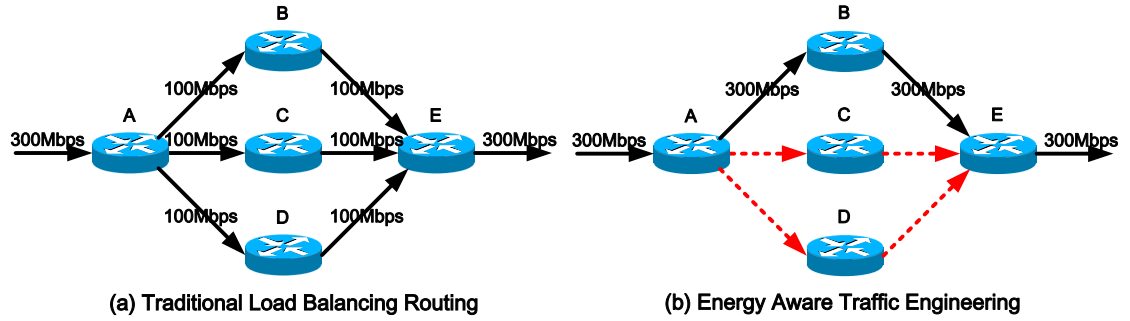 B
100Mbps 100Mbps
A C E
300Mbps 100Mbps 100Mbps 300Mbps
D
100Mbps 100Mbps
(a) Traditional Load Balancing Routing
B
300Mbps 300Mbps
A C E
300Mbps 300Mbps
D
(b) Energy Aware Traffic Engineering